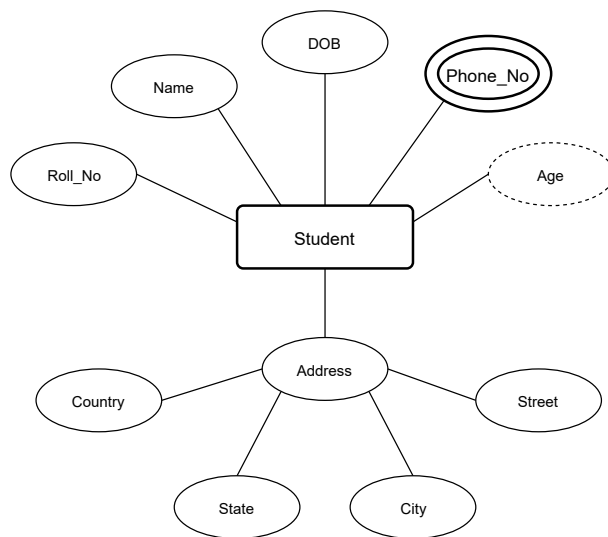 DOB
Phone_No
Name
Roll_No
Age
Student
Address
Country
Street
State
City